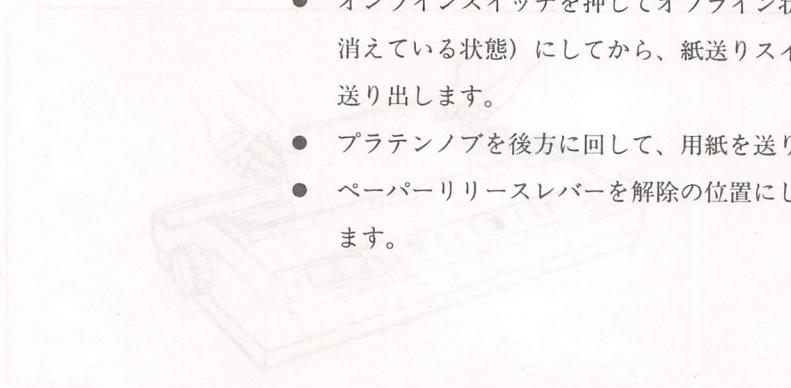 ● オンラインスイッチを押してオフライン状
消えている状態）にしてから、紙送りスイ
送り出します。
● プラテンノブを後方に回して、用紙を送り
● ペーパーリリースレバーを解除の位置にし
ます。